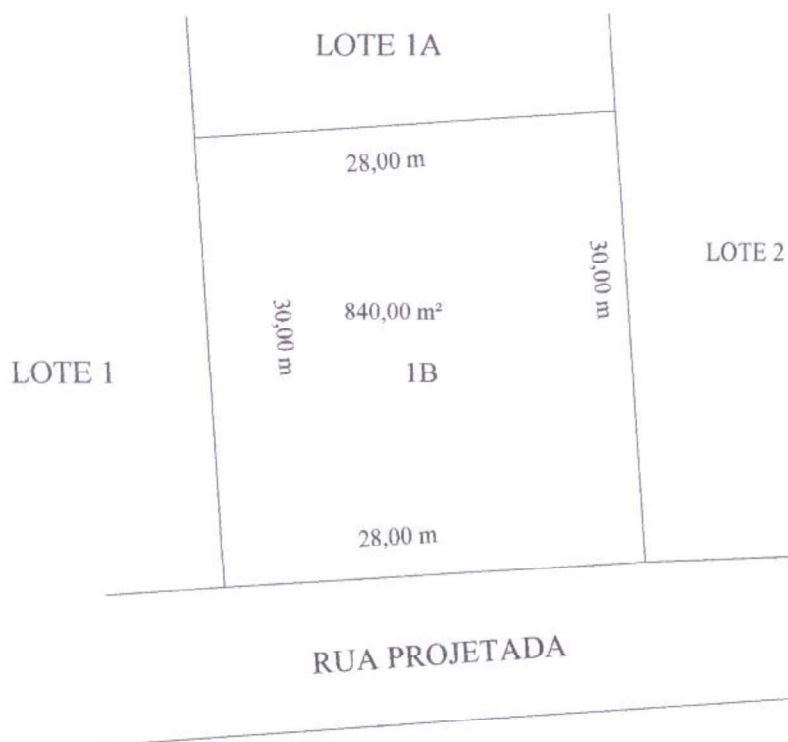 LOTE 1A
28,00 m
30,00 m
LOTE 2
30,00 m
840,00 m²
LOTE 1
1B
28,00 m
RUA PROJETADA